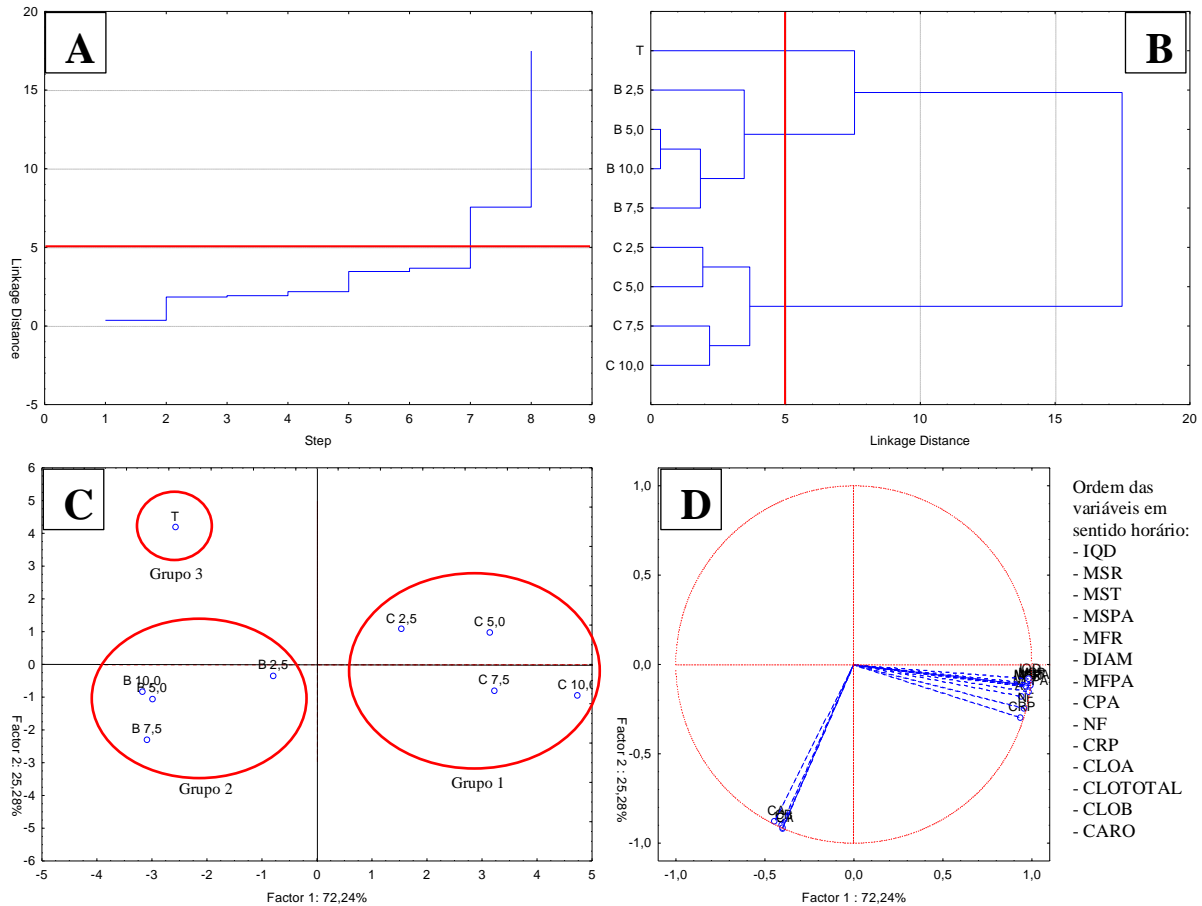 A
20
15
10
5
0
-5
Linkage Distance
0 1 2 3 4 5 6 7 8 9
Step
B
T
B 2,5
B 5,0
B 10,0
B 7,5
C 2,5
C 5,0
C 7,5
C 10,0
0 5 10 15 20
Linkage Distance
C
6
5
4
3
2
1
0
-1
-2
-3
-4
-5
-6
Factor 2: 25,28%
T
Grupo 3
C 2,5
C 5,0
B 2,5
B 10,0
B 5,0
C 7,5
B 7,5
Grupo 2
Grupo 1
-5 -4 -3 -2 -1 0 1 2 3 4 5
Factor 1: 72,24%
D
1,0
0,5
0,0
-0,5
-1,0
Factor 2 : 25,28%
NF
CRP
-1,0 -0,5 0,0 0,5 1,0
Factor 1 : 72,24%
Ordem das
variáveis em
sentido horário:
- IQD
- MSR
- MST
- MSPA
- MFR
- DIAM
- MFPA
- CPA
- NF
- CRP
- CLOA
- CLOTOTAL
- CLOB
- CARO